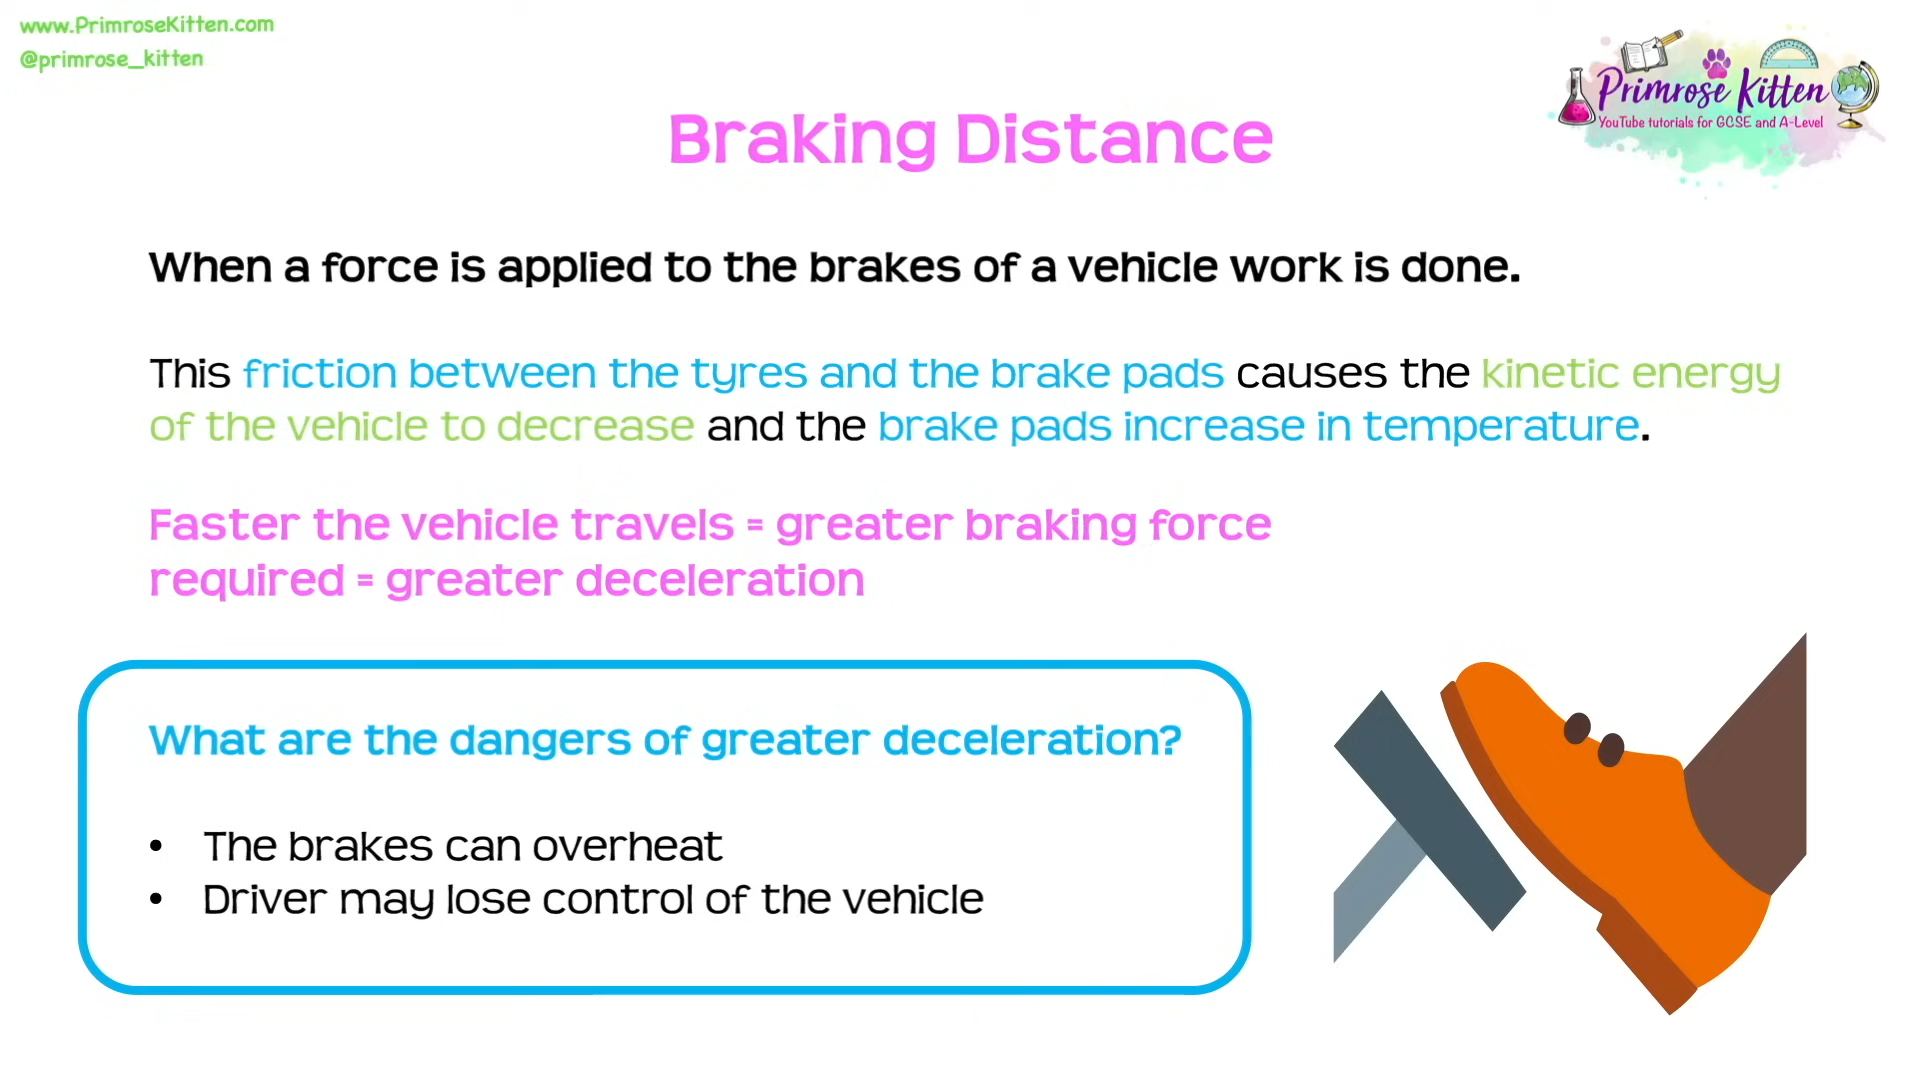 www.PrimroseKitten.com
@primrose_kitten
Primrose Kitten
YouTube tutorials for GCSE and A-Level
Braking Distance
When a force is applied to the brakes of a vehicle work is done.
This friction between the tyres and the brake pads causes the kinetic energy
of the vehicle to decrease and the brake pads increase in temperature.
Faster the vehicle travels = greater braking force
required = greater deceleration
What are the dangers of greater deceleration?
• The brakes can overheat
• Driver may lose control of the vehicle